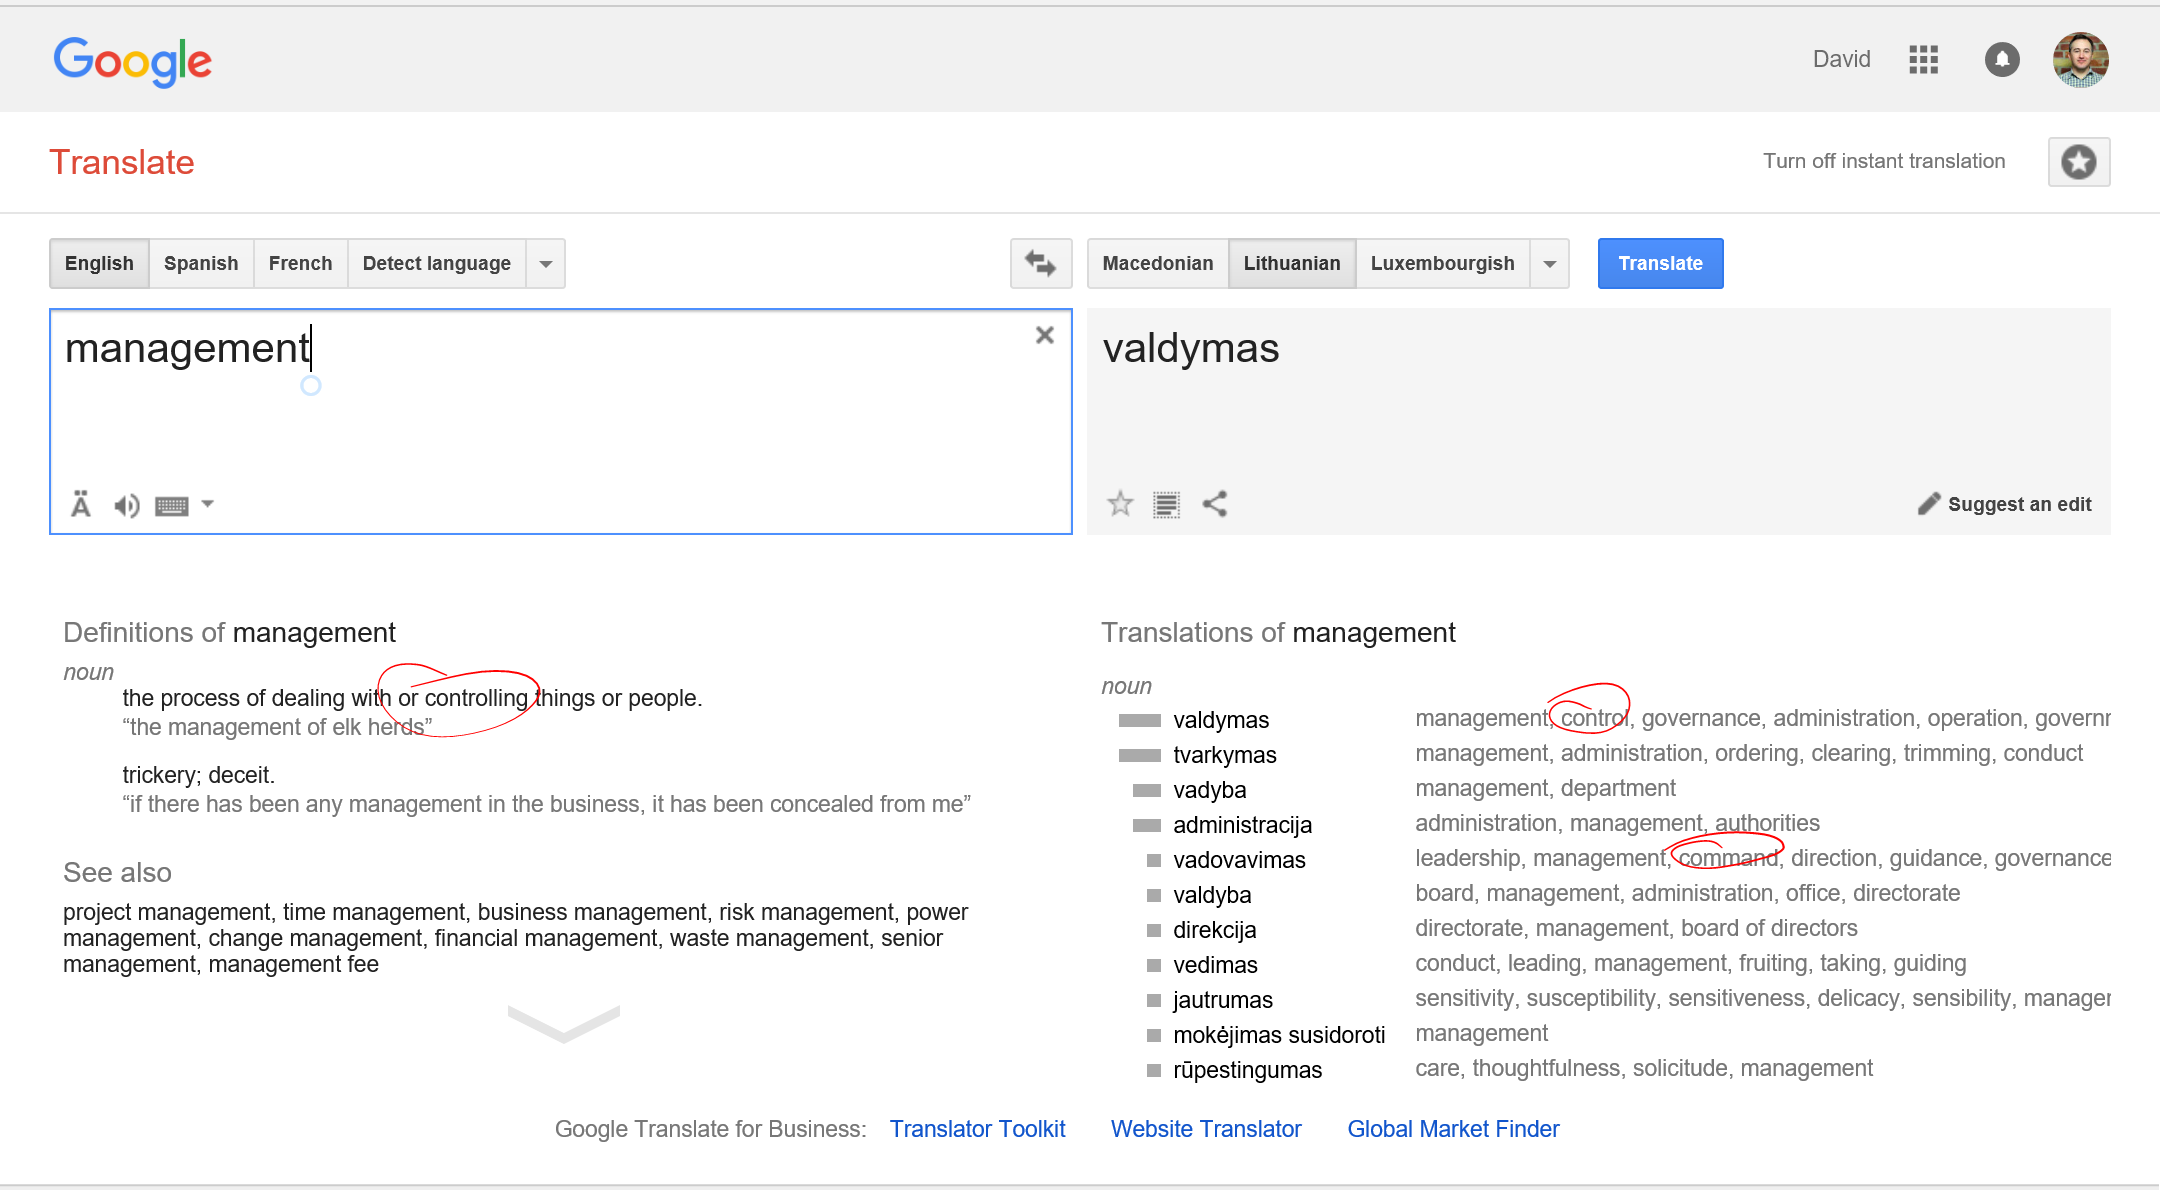 Google
David
Translate
Turn off instant translation
English Spanish French Detect language
Macedonian Lithuanian Luxembourgish Translate
management
valdymas
Ä
Suggest an edit
Definitions of management
noun
the process of dealing with or controlling things or people.
“the management of elk herds”
trickery; deceit.
“if there has been any management in the business, it has been concealed from me”
See also
project management, time management, business management, risk management, power
management, change management, financial management, waste management, senior
management, management fee
Translations of management
noun
valdymas management, control, governance, administration, operation, governr
tvarkymas management, administration, ordering, clearing, trimming, conduct
vadyba management, department
administracija administration, management, authorities
vadovavimas leadership, management, command, direction, guidance, governance
valdyba board, management, administration, office, directorate
direkcija directorate, management, board of directors
vedimas conduct, leading, management, fruiting, taking, guiding
jautrumas sensitivity, susceptibility, sensitiveness, delicacy, sensibility, manager
mokėjimas susidoroti management
rūpestingumas care, thoughtfulness, solicitude, management
Google Translate for Business: Translator Toolkit Website Translator Global Market Finder